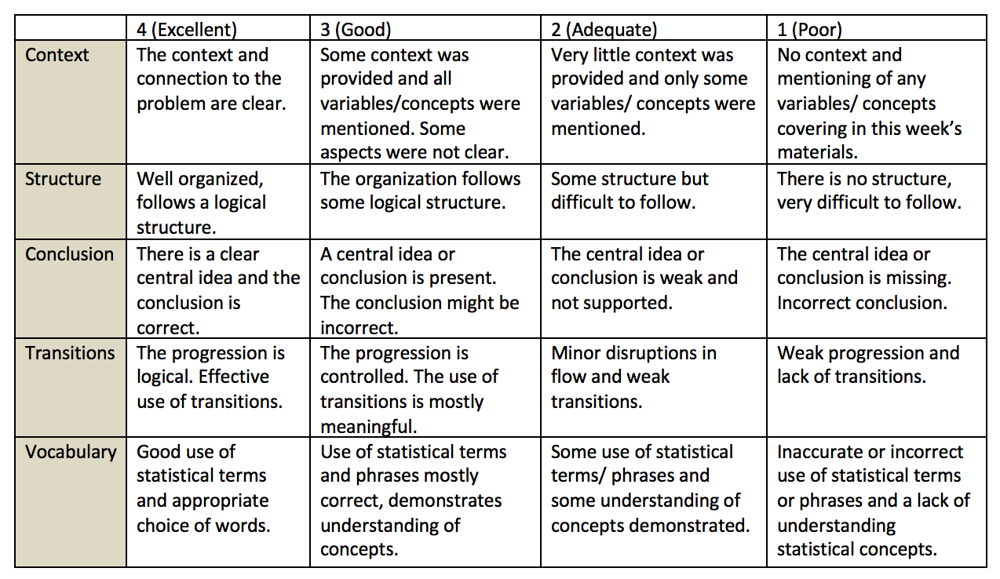 4 (Excellent) 3 (Good) 2 (Adequate) 1 (Poor)
Context
The context and
connection to the
problem are clear.
Some context was
provided and all
variables/concepts were
mentioned. Some
aspects were not clear.
Very little context was
provided and only some
variables/ concepts were
mentioned.
No context and
mentioning of any
variables/ concepts
covering in this week’s
materials.
Structure
Well organized,
follows a logical
structure.
The organization follows
some logical structure.
Some structure but
difficult to follow.
There is no structure,
very difficult to follow.
Conclusion
There is a clear
central idea and the
conclusion is
correct.
A central idea or
conclusion is present.
The conclusion might be
incorrect.
The central idea or
conclusion is weak and
not supported.
The central idea or
conclusion is missing.
Incorrect conclusion.
Transitions
The progression is
logical. Effective
use of transitions.
The progression is
controlled. The use of
transitions is mostly
meaningful.
Minor disruptions in
flow and weak
transitions.
Weak progression and
lack of transitions.
Vocabulary
Good use of
statistical terms
and appropriate
choice of words.
Use of statistical terms
and phrases mostly
correct, demonstrates
understanding of
concepts.
Some use of statistical
terms/ phrases and
some understanding of
concepts demonstrated.
Inaccurate or incorrect
use of statistical terms
or phrases and a lack of
understanding
statistical concepts.